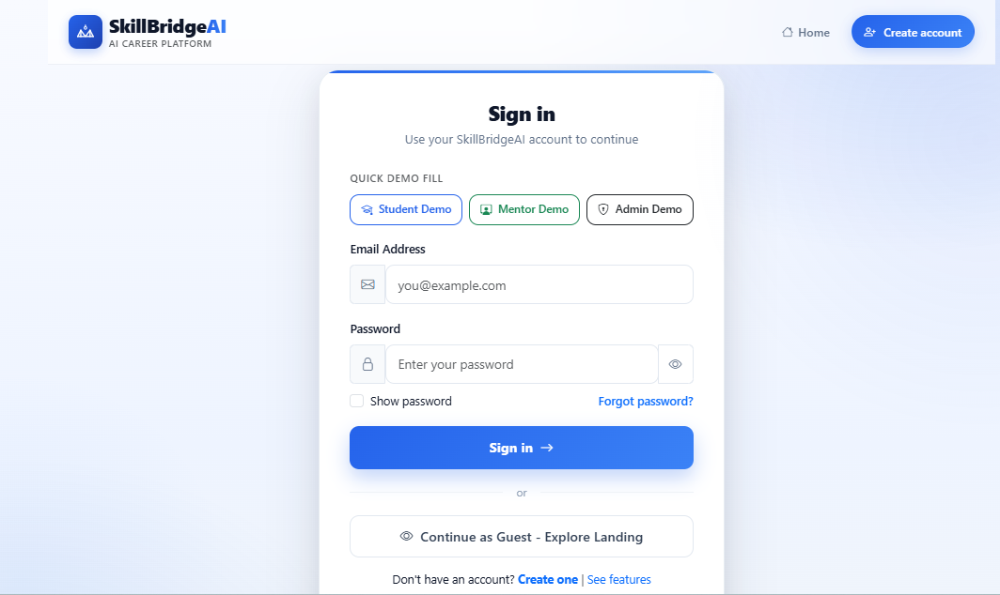 SkillBridgeAI
AI CAREER PLATFORM
Home
Create account
Sign in
Use your SkillBridgeAI account to continue
QUICK DEMO FILL
Student Demo
Mentor Demo
Admin Demo
Email Address
you@example.com
Password
Enter your password
Show password
Forgot password?
Sign in →
or
Continue as Guest - Explore Landing
Don't have an account? Create one | See features